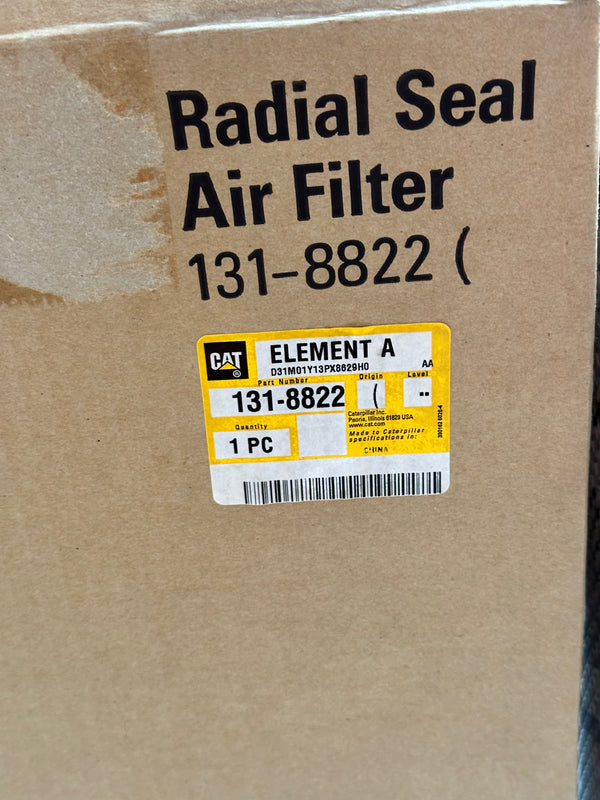 Radial Seal
Air Filter
131-8822 (
CAT
®
ELEMENT A
D31M01Y13PX8629H0
AA
Part Number
Origin
Level
131-8822
(
--
Quantity
1 PC
Caterpillar Inc.
Peoria, Illinois 61629 USA
www.cat.com
Made to Caterpillar
specifications in:
CHINA